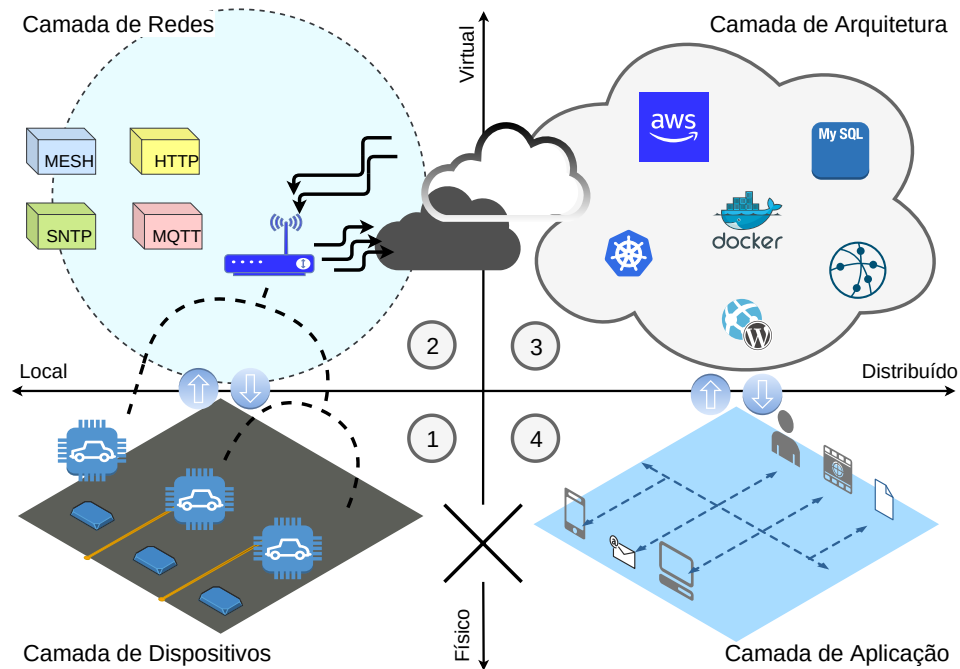 Camada de Redes
Virtual
Camada de Arquitetura
MESH
HTTP
SNTP
MQTT
aws
My SQL
docker
W
2
3
Local
Distribuído
1
4
@
Camada de Dispositivos
Físico
Camada de Aplicação